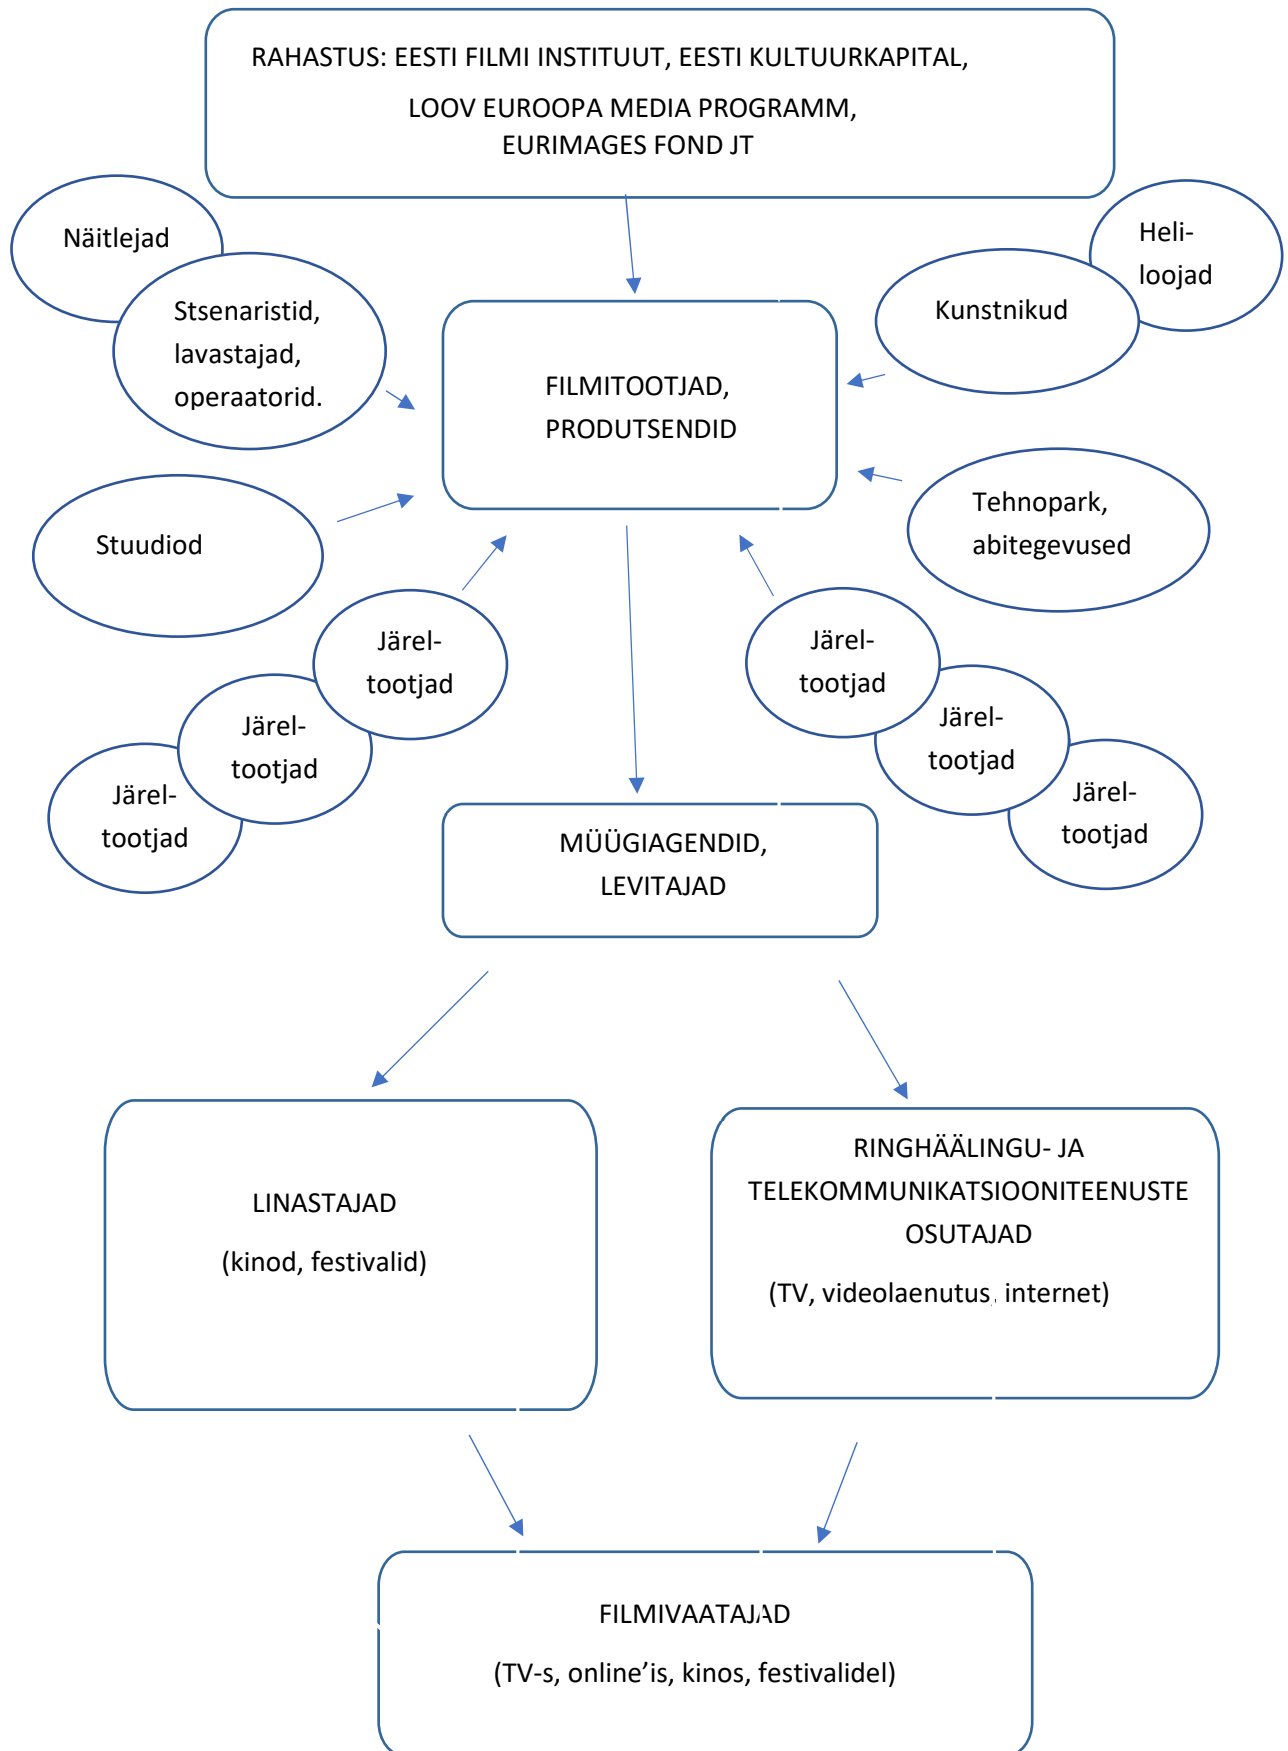 RAHASTUS: EESTI FILMI INSTITUUT, EESTI KULTUURKAPITAL,
LOOV EUROOPA MEDIA PROGRAMM,
EURIMAGES FOND JT
Näitlejad
Heli-
loojad
Stsenaristid,
lavastajad,
operaatorid.
Kunstnikud
FILMITOOTJAD,
PRODUTSENDID
Stuudiod
Tehnopark,
abitegevused
Järel-
tootjad
Järel-
tootjad
Järel-
tootjad
Järel-
tootjad
Järel-
tootjad
Järel-
tootjad
MÜÜGIAGENDID,
LEVITAJAD
LINASTAJAD
(kinod, festivalid)
RINGHÄÄLINGU- JA
TELEKOMMUNIKATSIOONITEENUSTE
OSUTAJAD
(TV, videolaenutus, internet)
FILMIVAATAJAD
(TV-s, online’is, kinos, festivalidel)